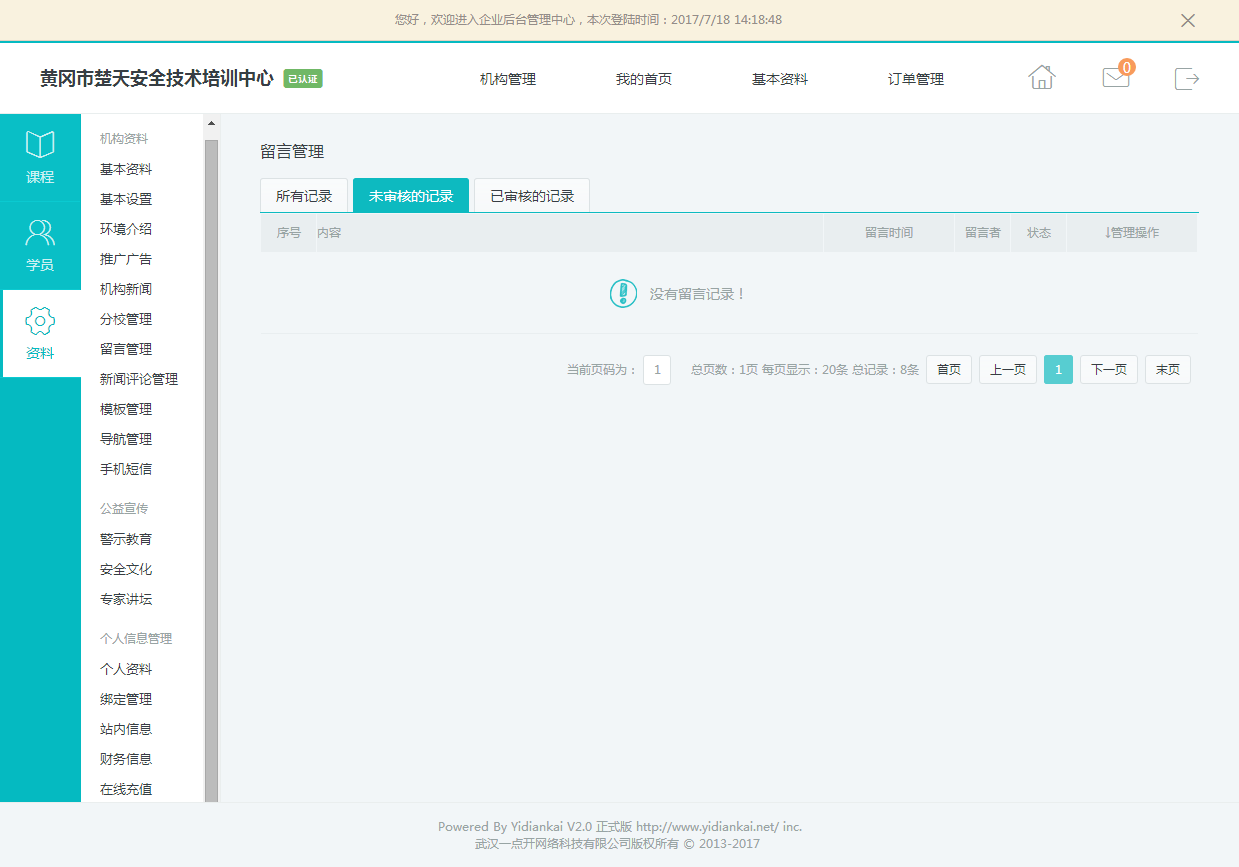 您好，欢迎进入企业后台管理中心，本次登陆时间：2017/7/18 14:18:48
黄冈市楚天安全技术培训中心 已认证 机构管理 我的首页 基本资料 订单管理 0
课程
学员
资料
机构资料
基本资料
基本设置
环境介绍
推广广告
机构新闻
分校管理
留言管理
新闻评论管理
模板管理
导航管理
手机短信
公益宣传
警示教育
安全文化
专家讲坛
个人信息管理
个人资料
绑定管理
站内信息
财务信息
在线充值
留言管理
所有记录 未审核的记录 已审核的记录
序号 内容 留言时间 留言者 状态 ↓管理操作
没有留言记录！
当前页码为： 1 总页数：1页 每页显示：20条 总记录：8条 首页 上一页 1 下一页 末页
Powered By Yidiankai V2.0 正式版 http://www.yidiankai.net/ inc.
武汉一点开网络科技有限公司版权所有 © 2013-2017